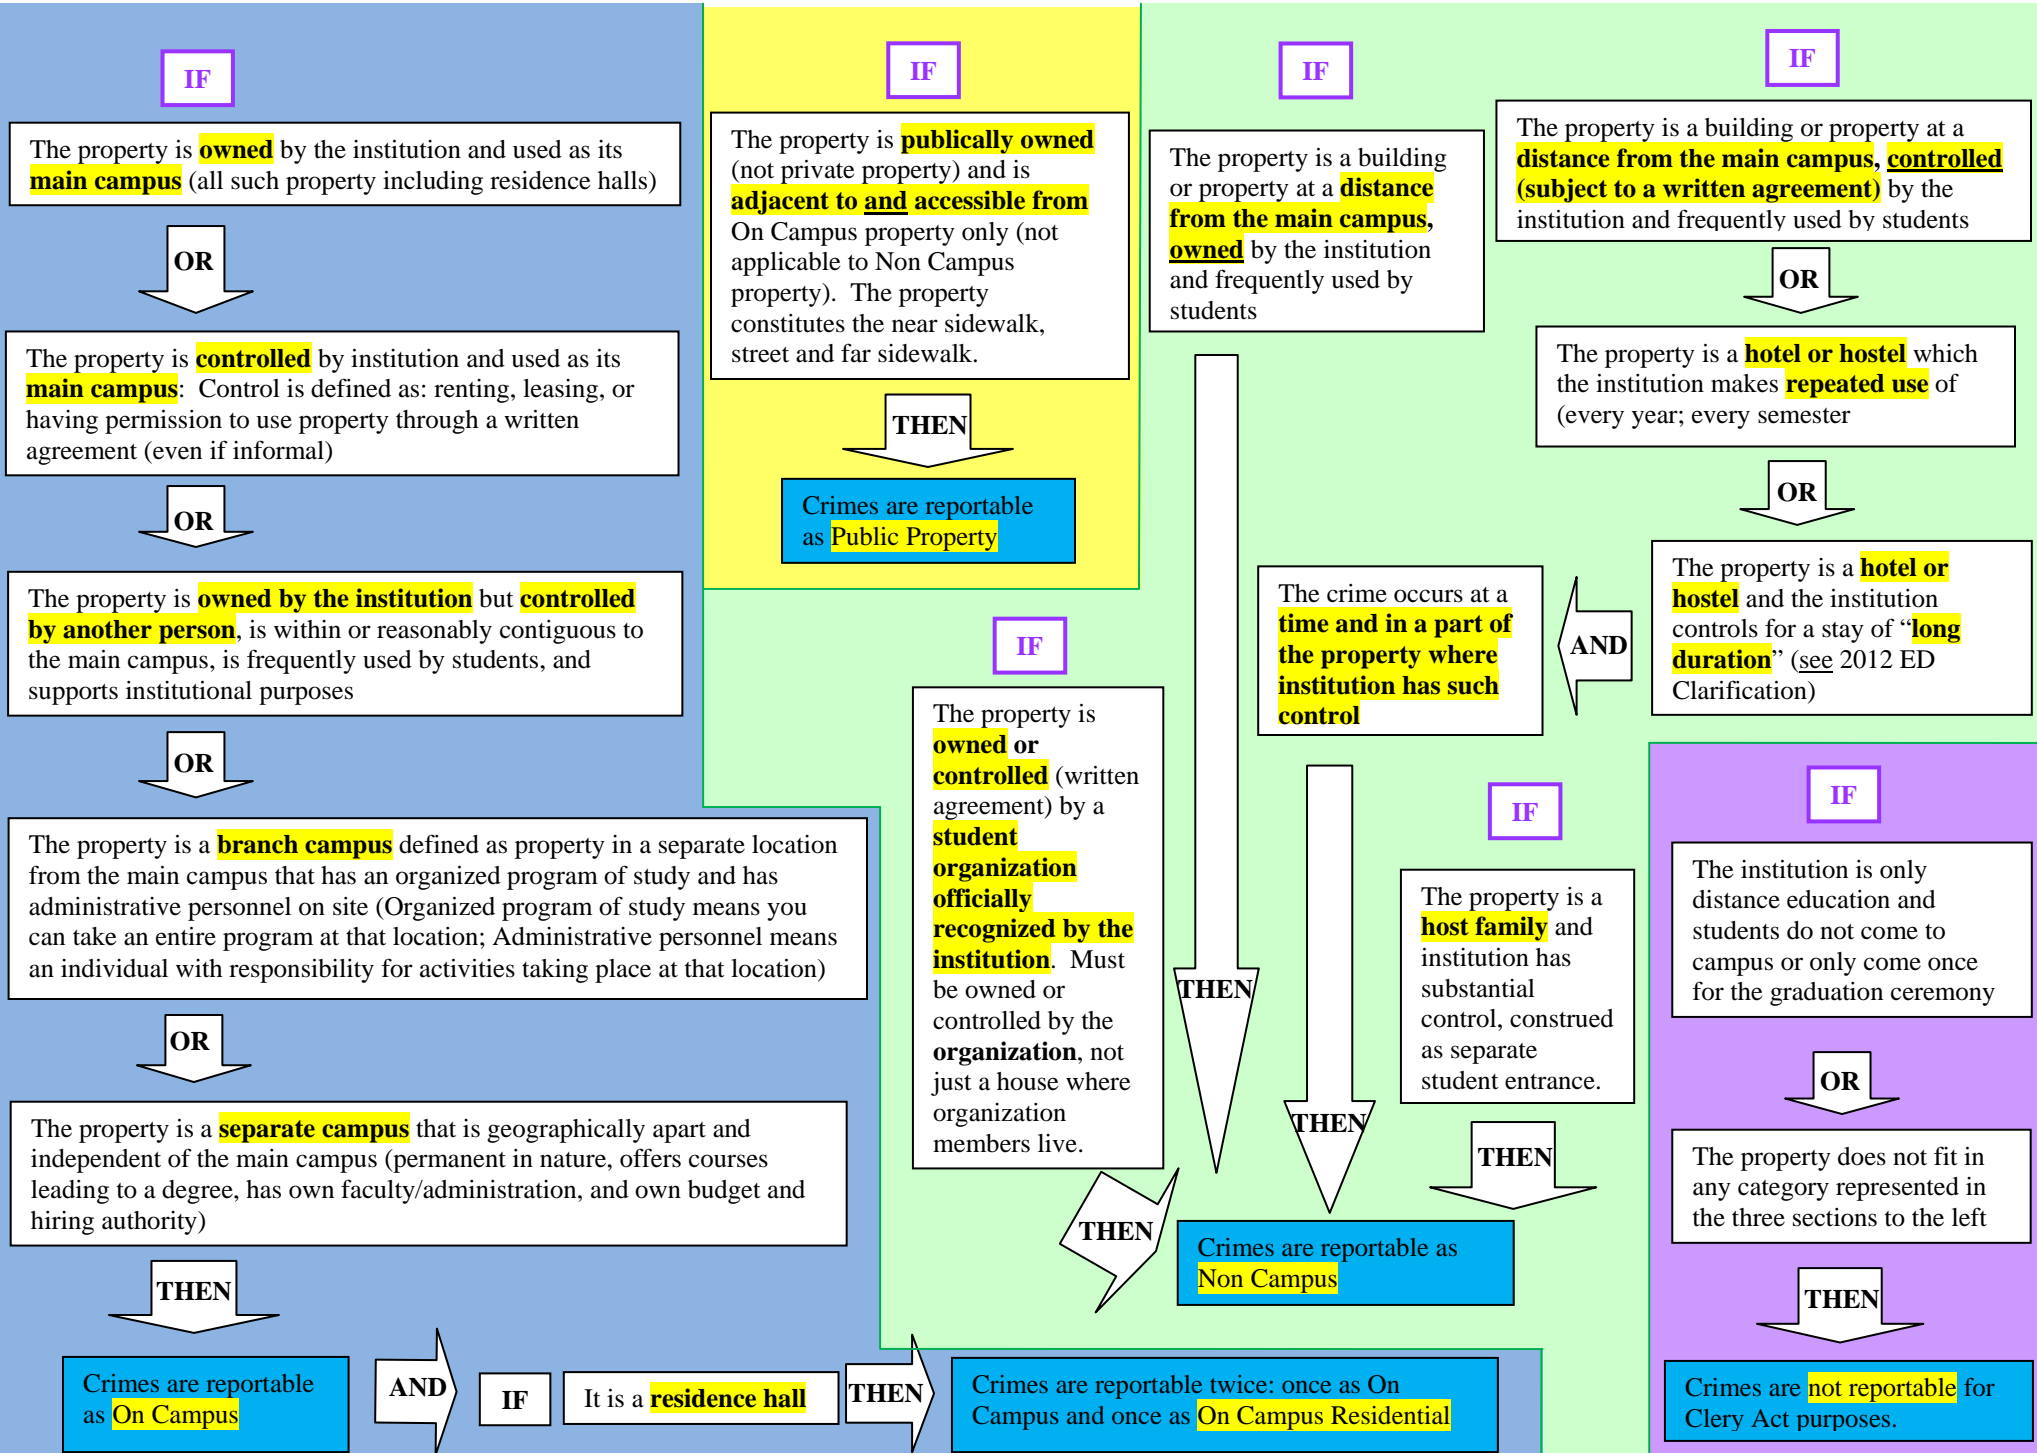 IF
The property is owned by the institution and used as its
main campus (all such property including residence halls)
OR
The property is controlled by institution and used as its
main campus:  Control is defined as: renting, leasing, or
having permission to use property through a written
agreement (even if informal)
OR
The property is owned by the institution but controlled
by another person, is within or reasonably contiguous to
the main campus, is frequently used by students, and
supports institutional purposes
OR
The property is a branch campus defined as property in a separate location
from the main campus that has an organized program of study and has
administrative personnel on site (Organized program of study means you
can take an entire program at that location; Administrative personnel means
an individual with responsibility for activities taking place at that location)
OR
The property is a separate campus that is geographically apart and
independent of the main campus (permanent in nature, offers courses
leading to a degree, has own faculty/administration, and own budget and
hiring authority)
THEN
Crimes are reportable
as On Campus
AND
IF
It is a residence hall
THEN
Crimes are reportable twice: once as On
Campus and once as On Campus Residential
IF
The property is publically owned
(not private property) and is
adjacent to and accessible from
On Campus property only (not
applicable to Non Campus
property).  The property
constitutes the near sidewalk,
street and far sidewalk.
THEN
Crimes are reportable
as Public Property
IF
The property is
owned or
controlled (written
agreement) by a
student
organization
officially
recognized by the
institution.  Must
be owned or
controlled by the
organization, not
just a house where
organization
members live.
THEN
IF
The property is a building
or property at a distance
from the main campus,
owned by the institution
and frequently used by
students
THEN
IF
The property is a building or property at a
distance from the main campus, controlled
(subject to a written agreement) by the
institution and frequently used by students
OR
The property is a hotel or hostel which
the institution makes repeated use of
(every year; every semester
OR
The property is a hotel or
hostel and the institution
controls for a stay of “long
duration” (see 2012 ED
Clarification)
AND
The crime occurs at a
time and in a part of
the property where
institution has such
control
THEN
IF
The property is a
host family and
institution has
substantial
control, construed
as separate
student entrance.
THEN
Crimes are reportable as
Non Campus
IF
The institution is only
distance education and
students do not come to
campus or only come once
for the graduation ceremony
OR
The property does not fit in
any category represented in
the three sections to the left
THEN
Crimes are not reportable for
Clery Act purposes.